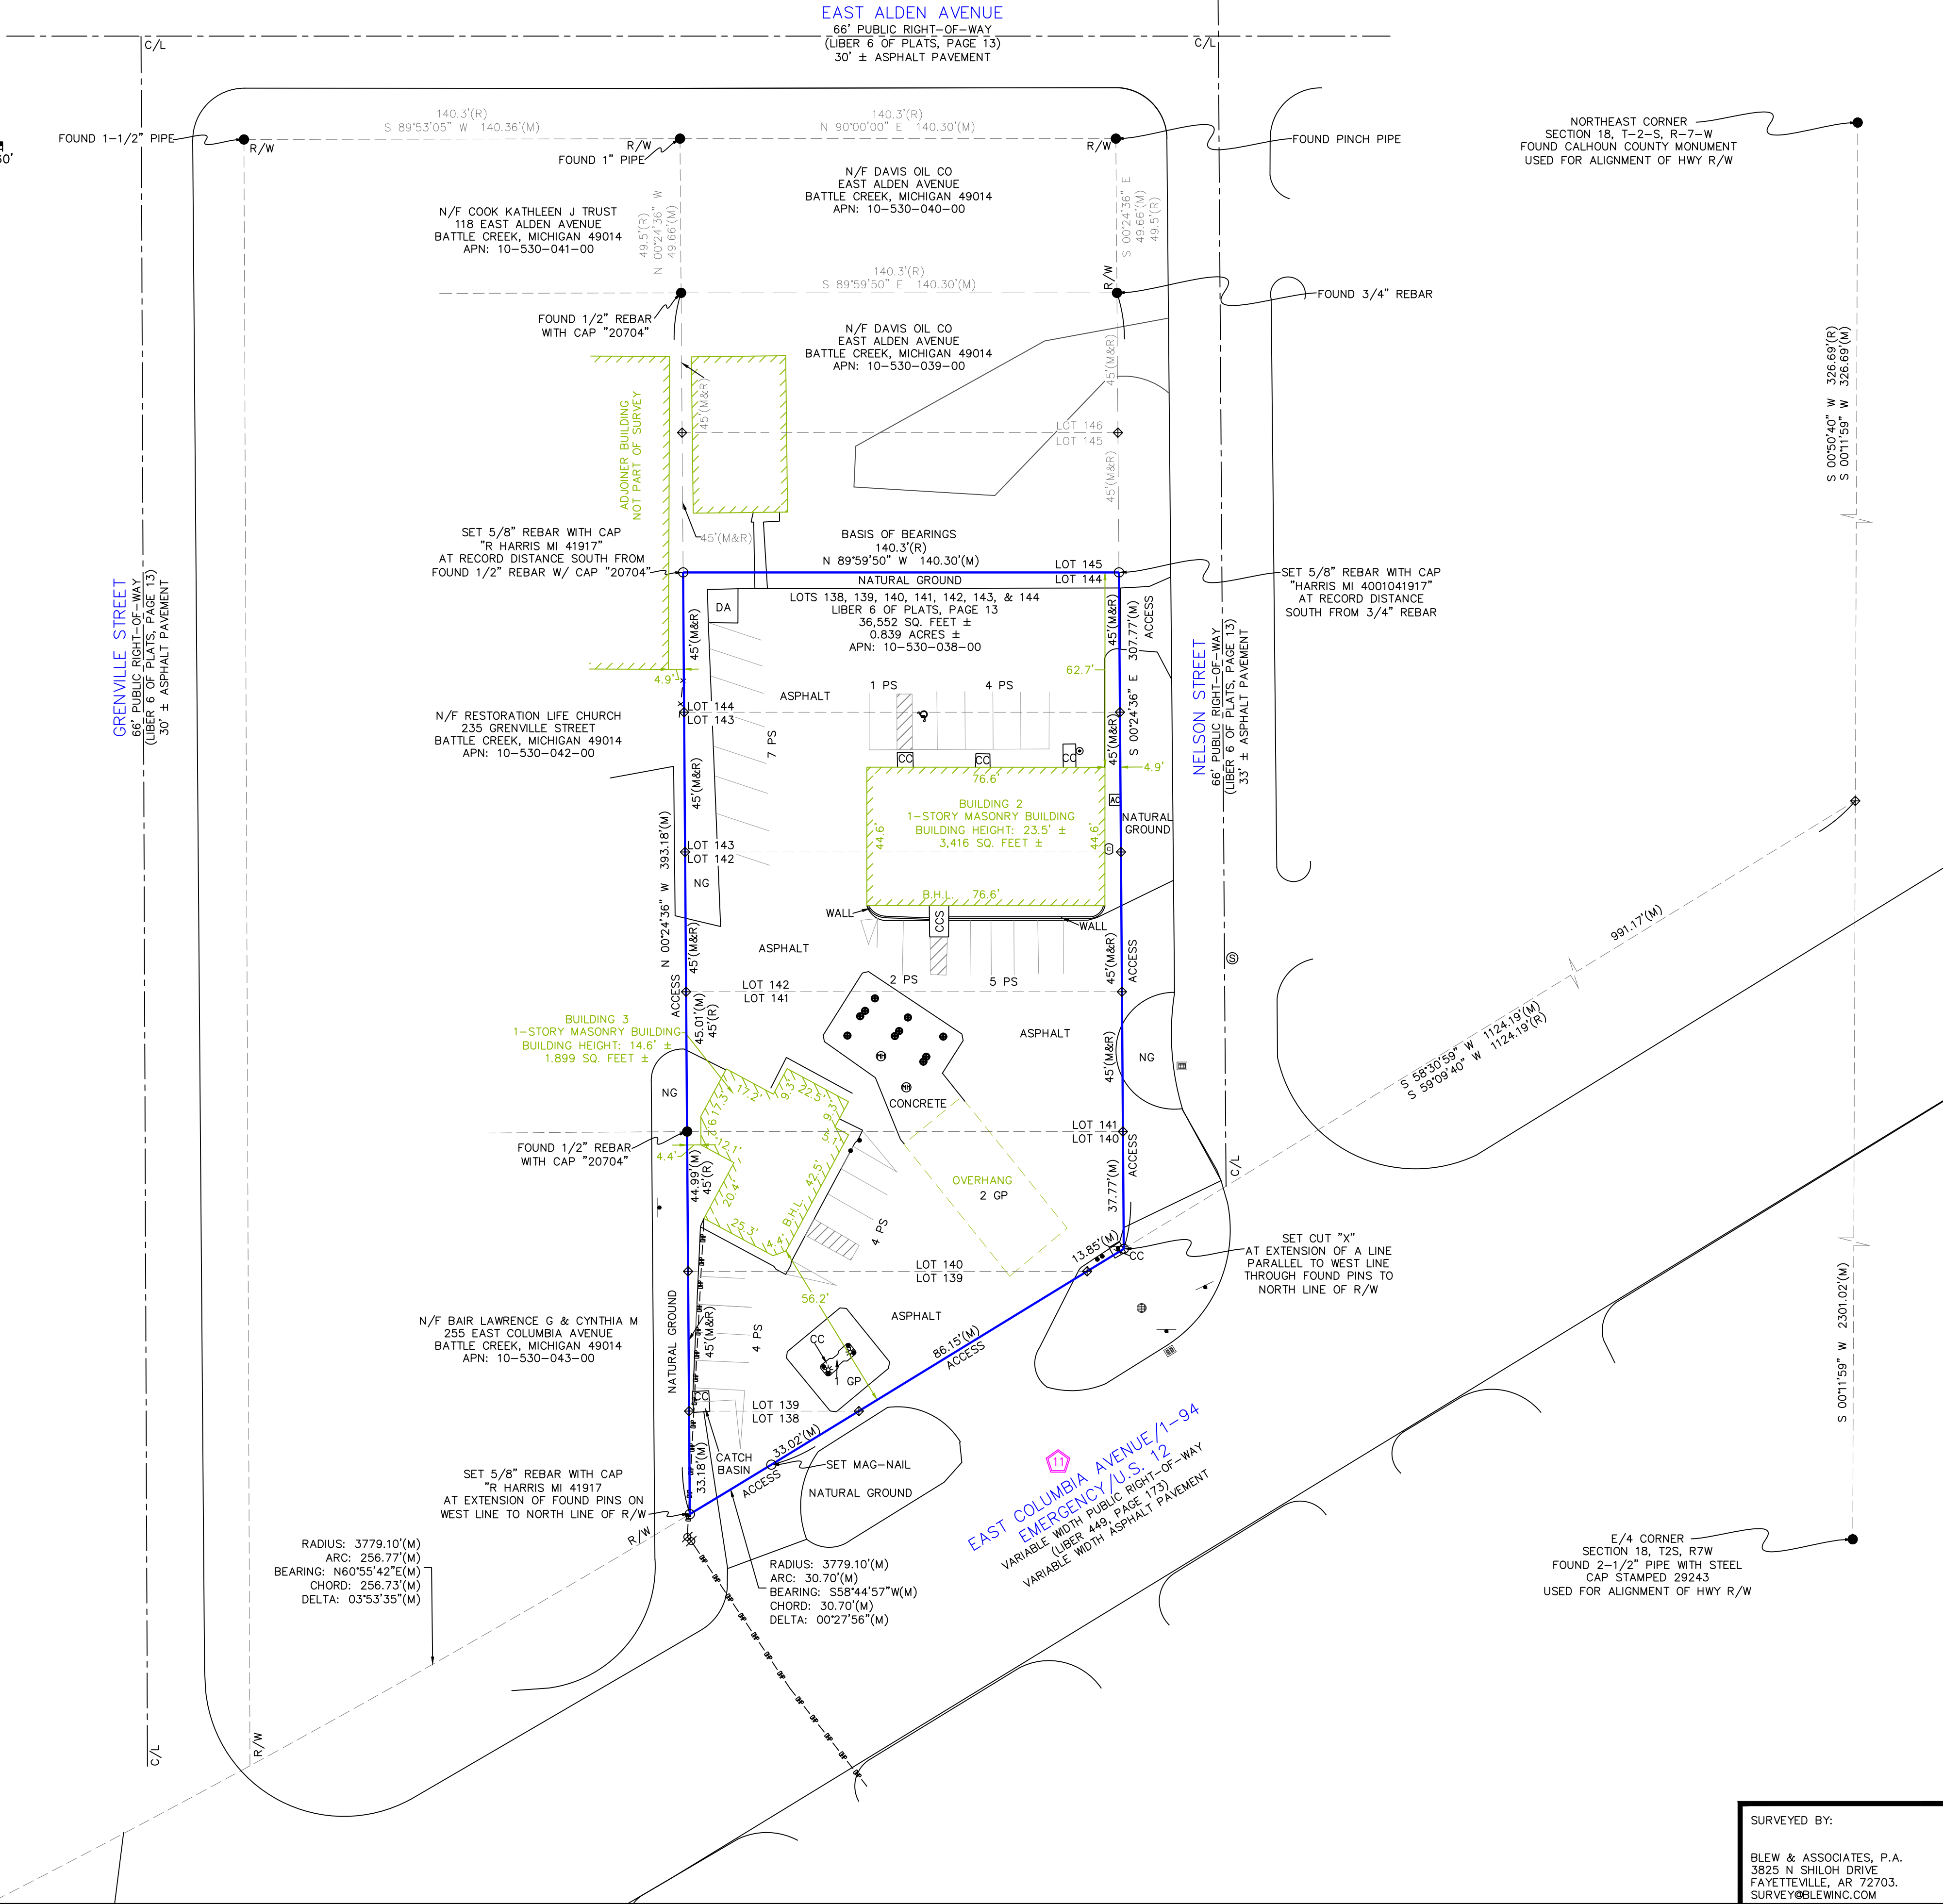 EAST ALDEN AVENUE
66' PUBLIC RIGHT-OF-WAY
(LIBER 6 OF PLATS, PAGE 13)
30' ± ASPHALT PAVEMENT
C/L
C/L
60'
FOUND 1-1/2" PIPE
R/W
140.3'(R)
S 89°53'05" W 140.36'(M)
R/W
FOUND 1" PIPE
140.3'(R)
N 90°00'00" E 140.30'(M)
R/W
FOUND PINCH PIPE
NORTHEAST CORNER
SECTION 18, T-2-S, R-7-W
FOUND CALHOUN COUNTY MONUMENT
USED FOR ALIGNMENT OF HWY R/W
N/F COOK KATHLEEN J TRUST
118 EAST ALDEN AVENUE
BATTLE CREEK, MICHIGAN 49014
APN: 10-530-041-00
49.5'(R)
N 00°24'36" W
49.66'(M)
N/F DAVIS OIL CO
EAST ALDEN AVENUE
BATTLE CREEK, MICHIGAN 49014
APN: 10-530-040-00
S 00°24'36" E
49.66'(M)
49.5'(R)
140.3'(R)
S 89°59'50" E 140.30'(M)
R/W
FOUND 3/4" REBAR
FOUND 1/2" REBAR
WITH CAP "20704"
N/F DAVIS OIL CO
EAST ALDEN AVENUE
BATTLE CREEK, MICHIGAN 49014
APN: 10-530-039-00
45'(M&R)
45'(M&R)
S 00°50'40" W 326.69'(R)
S 00°11'59" W 326.69'(M)
ADJOINER BUILDING
NOT PART OF SURVEY
LOT 146
LOT 145
45'(M&R)
45'(M&R)
SET 5/8" REBAR WITH CAP
"R HARRIS MI 41917"
AT RECORD DISTANCE SOUTH FROM
FOUND 1/2" REBAR W/ CAP "20704"
BASIS OF BEARINGS
140.3'(R)
N 89°59'50" W 140.30'(M)
LOT 145
LOT 144
NATURAL GROUND
SET 5/8" REBAR WITH CAP
"HARRIS MI 4001041917"
AT RECORD DISTANCE
SOUTH FROM 3/4" REBAR
GRENVILLE STREET
66' PUBLIC RIGHT-OF-WAY
(LIBER 6 OF PLATS, PAGE 13)
30' ± ASPHALT PAVEMENT
DA
LOTS 138, 139, 140, 141, 142, 143, & 144
LIBER 6 OF PLATS, PAGE 13
36,552 SQ. FEET ±
0.839 ACRES ±
APN: 10-530-038-00
45'(M&R)
45'(M&R)
S 00°24'36" E 307.77'(M)
ACCESS
NELSON STREET
66' PUBLIC RIGHT-OF-WAY
(LIBER 6 OF PLATS, PAGE 13)
33' ± ASPHALT PAVEMENT
4.9'
x
x
62.7'
ASPHALT
1 PS
4 PS
LOT 144
LOT 143
7 PS
N/F RESTORATION LIFE CHURCH
235 GRENVILLE STREET
BATTLE CREEK, MICHIGAN 49014
APN: 10-530-042-00
45'(M&R)
45'(M&R)
CC
CC
CC
4.9'
76.6'
BUILDING 2
1-STORY MASONRY BUILDING
BUILDING HEIGHT: 23.5' ±
3,416 SQ. FEET ±
44.6'
44.6'
AC
G
NATURAL
GROUND
LOT 143
LOT 142
NG
N 00°24'36" W 393.18'(M)
B.H.L.
76.6'
WALL
CCS
WALL
991.17'(M)
ASPHALT
45'(M&R)
45'(M&R)
ACCESS
S
2 PS
5 PS
LOT 142
LOT 141
ACCESS
45.01'(M)
45'(R)
BUILDING 3
1-STORY MASONRY BUILDING
BUILDING HEIGHT: 14.6' ±
1.899 SQ. FEET ±
ASPHALT
45'(M&R)
NG
MH
MH
S 58°30'59" W 1124.19'(M)
S 59°09'40" W 1124.19'(R)
NG
17.3'
17.2'
9.3'
22.5'
9.3'
CONCRETE
9.2'
12.1'
5.1'
LOT 141
LOT 140
FOUND 1/2" REBAR
WITH CAP "20704"
4.4'
44.99'(M)
45'(R)
20.4'
42.5'
B.H.L.
25.3'
4.4'
OVERHANG
2 GP
37.77'(M)
ACCESS
C/L
4 PS
13.85'(M)
CC
SET CUT "X"
AT EXTENSION OF A LINE
PARALLEL TO WEST LINE
THROUGH FOUND PINS TO
NORTH LINE OF R/W
LOT 140
LOT 139
56.2'
ASPHALT
NATURAL GROUND
45'(M&R)
4 PS
N/F BAIR LAWRENCE G & CYNTHIA M
255 EAST COLUMBIA AVENUE
BATTLE CREEK, MICHIGAN 49014
APN: 10-530-043-00
CC
1 GP
86.15'(M)
ACCESS
S 00°11'59" W 2301.02'(M)
CC
LOT 139
LOT 138
33.18'(M)
CATCH
BASIN
33.02'(M)
ACCESS
SET MAG-NAIL
NATURAL GROUND
SET 5/8" REBAR WITH CAP
"R HARRIS MI 41917
AT EXTENSION OF FOUND PINS ON
WEST LINE TO NORTH LINE OF R/W
R/W
11
EAST COLUMBIA AVENUE/1-94
EMERGENCY/U.S. 12
VARIABLE WIDTH PUBLIC RIGHT-OF-WAY
(LIBER 449, PAGE 173)
VARIABLE WIDTH ASPHALT PAVEMENT
RADIUS: 3779.10'(M)
ARC: 256.77'(M)
BEARING: N60°55'42"E(M)
CHORD: 256.73'(M)
DELTA: 03°53'35"(M)
RADIUS: 3779.10'(M)
ARC: 30.70'(M)
BEARING: S58°44'57"W(M)
CHORD: 30.70'(M)
DELTA: 00°27'56"(M)
E/4 CORNER
SECTION 18, T2S, R7W
FOUND 2-1/2" PIPE WITH STEEL
CAP STAMPED 29243
USED FOR ALIGNMENT OF HWY R/W
C/L
R/W
SURVEYED BY:
BLEW & ASSOCIATES, P.A.
3825 N SHILOH DRIVE
FAYETTEVILLE, AR 72703.
SURVEY@BLEWINC.COM